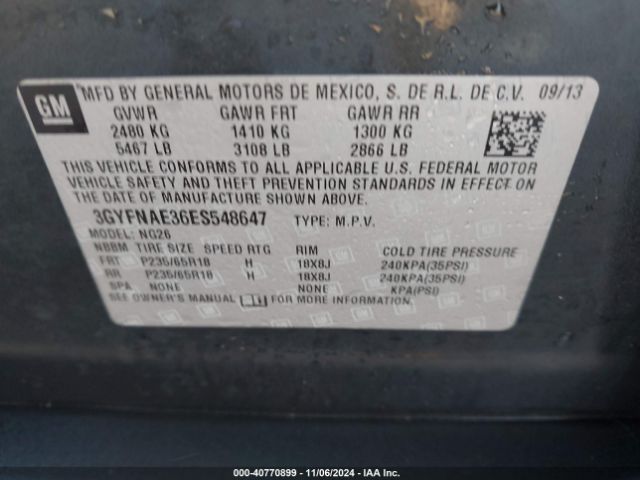 GM
MFD BY GENERAL MOTORS DE MEXICO, S. DE R.L. DE C.V. 09/13
GVWR GAWR FRT GAWR RR
2480 KG 1410 KG 1300 KG
5467 LB 3108 LB 2866 LB
THIS VEHICLE CONFORMS TO ALL APPLICABLE U.S. FEDERAL MOTOR
VEHICLE SAFETY AND THEFT PREVENTION STANDARDS IN EFFECT ON
THE DATE OF MANUFACTURE SHOWN ABOVE.
3GYFNAE36ES548647 TYPE: M.P.V.
MODEL: NG26
NBBM TIRE SIZE SPEED RTG RIM COLD TIRE PRESSURE
FRT P235/65R18 H 18X8J 240KPA(35PSI)
RR P235/65R18 H 18X8J 240KPA(35PSI)
SPA NONE NONE KPA(PSI)
SEE OWNER'S MANUAL FOR MORE INFORMATION.
000-40770899 - 11/06/2024 - IAA Inc.